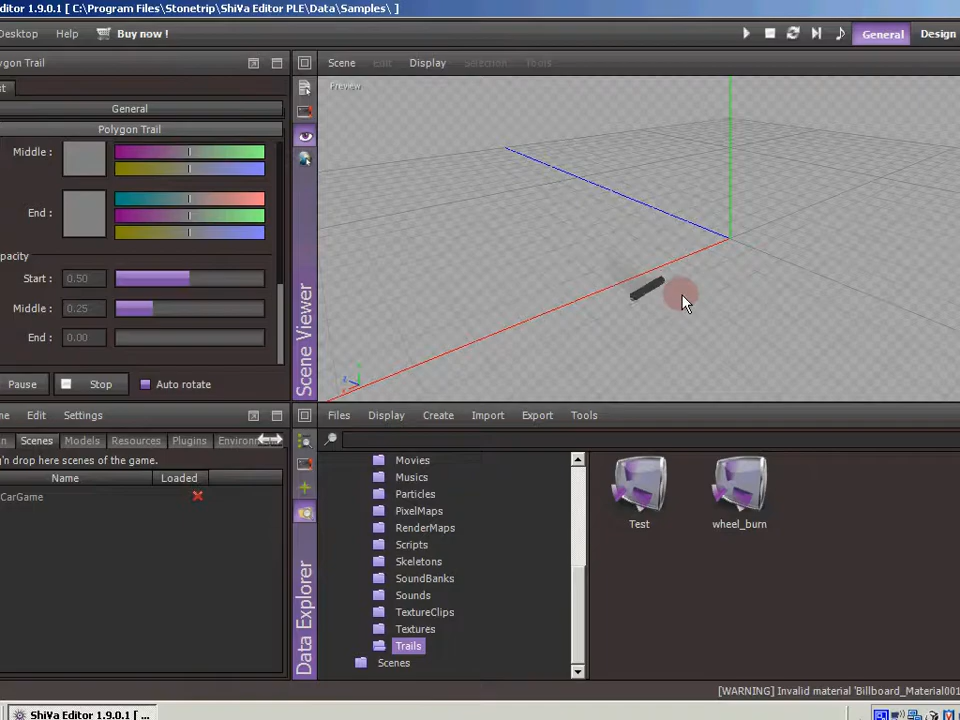 ditor 1.9.0.1 [ C:\Program Files\Stonetrip\ShiVa Editor PLE\Data\Samples\ ]
Desktop Help Buy now ! General Design
ygon Trail Scene Edit Display Selection Tools
Preview
General
Polygon Trail
Middle :
End :
pacity
Start : 0.50
Middle : 0.25
End : 0.00
Pause Stop Auto rotate
Scene Viewer
Edit Settings Files Display Create Import Export Tools
Scenes Models Resources Plugins Environ
'n drop here scenes of the game.
Name Loaded
CarGame
Movies
Musics
Particles
PixelMaps
RenderMaps
Scripts
Skeletons
SoundBanks
Sounds
TextureClips
Textures
Trails
Scenes
Test wheel_burn
Data Explorer
[WARNING] Invalid material 'Billboard_Material001
ShiVa Editor 1.9.0.1 [ ...